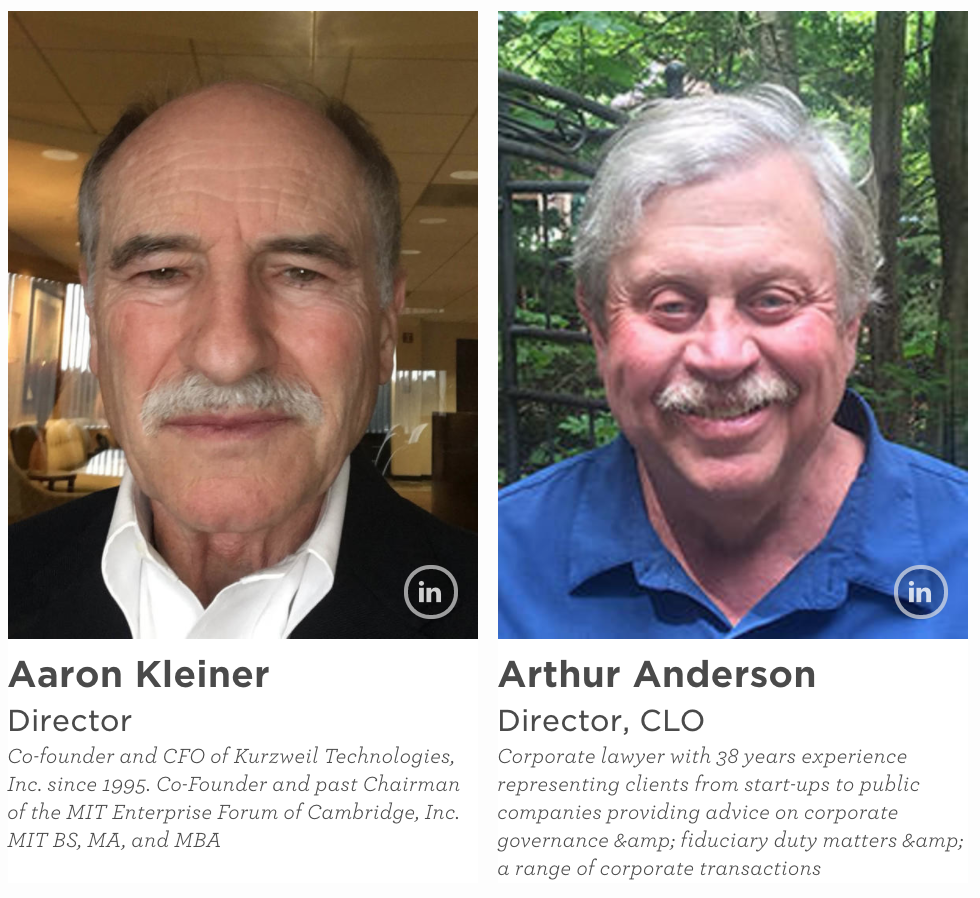 in
in
Aaron Kleiner
Director
Co-founder and CFO of Kurzweil Technologies,
Inc. since 1995. Co-Founder and past Chairman
of the MIT Enterprise Forum of Cambridge, Inc.
MIT BS, MA, and MBA
Arthur Anderson
Director, CLO
Corporate lawyer with 38 years experience
representing clients from start-ups to public
companies providing advice on corporate
governance &amp; fiduciary duty matters &amp;
a range of corporate transactions